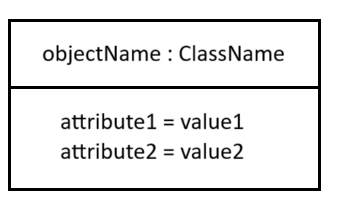 objectName : ClassName
attribute1 = value1
attribute2 = value2